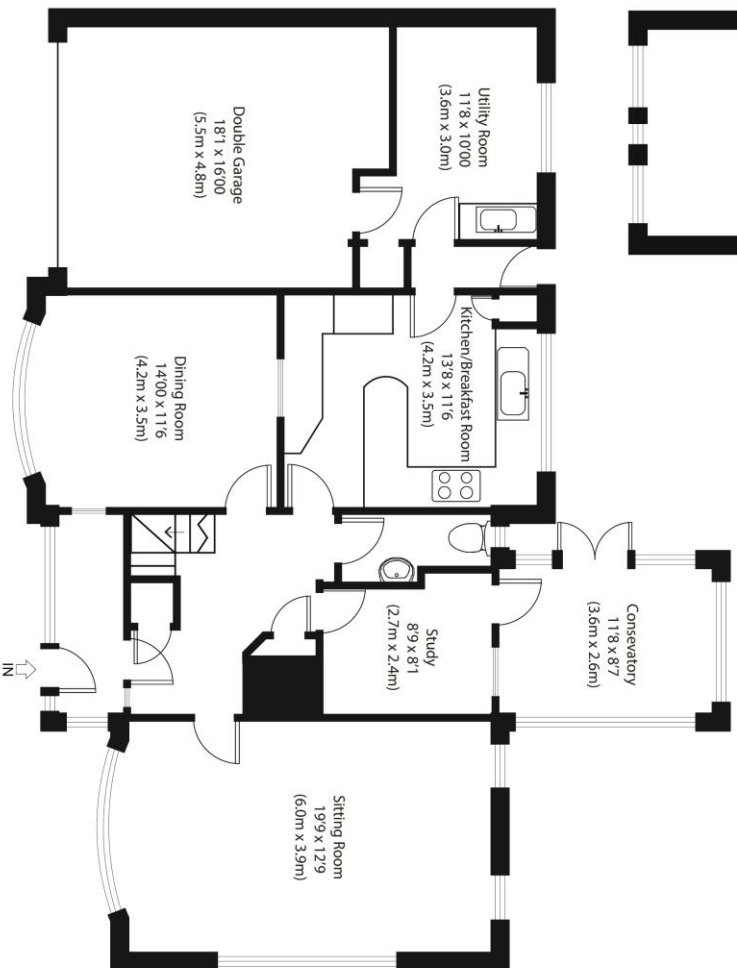 Utility Room
11'8 x 10'00
(3.6m x 3.0m)
Double Garage
18'1 x 16'00
(5.5m x 4.8m)
Kitchen/Breakfast Room
13'8 x 11'6
(4.2m x 3.5m)
Dining Room
14'00 x 11'6
(4.2m x 3.5m)
Consevatory
11'8 x 8'7
(3.6m x 2.6m)
Study
8'9 x 8'1
(2.7m x 2.4m)
IN
Sitting Room
19'9 x 12'9
(6.0m x 3.9m)